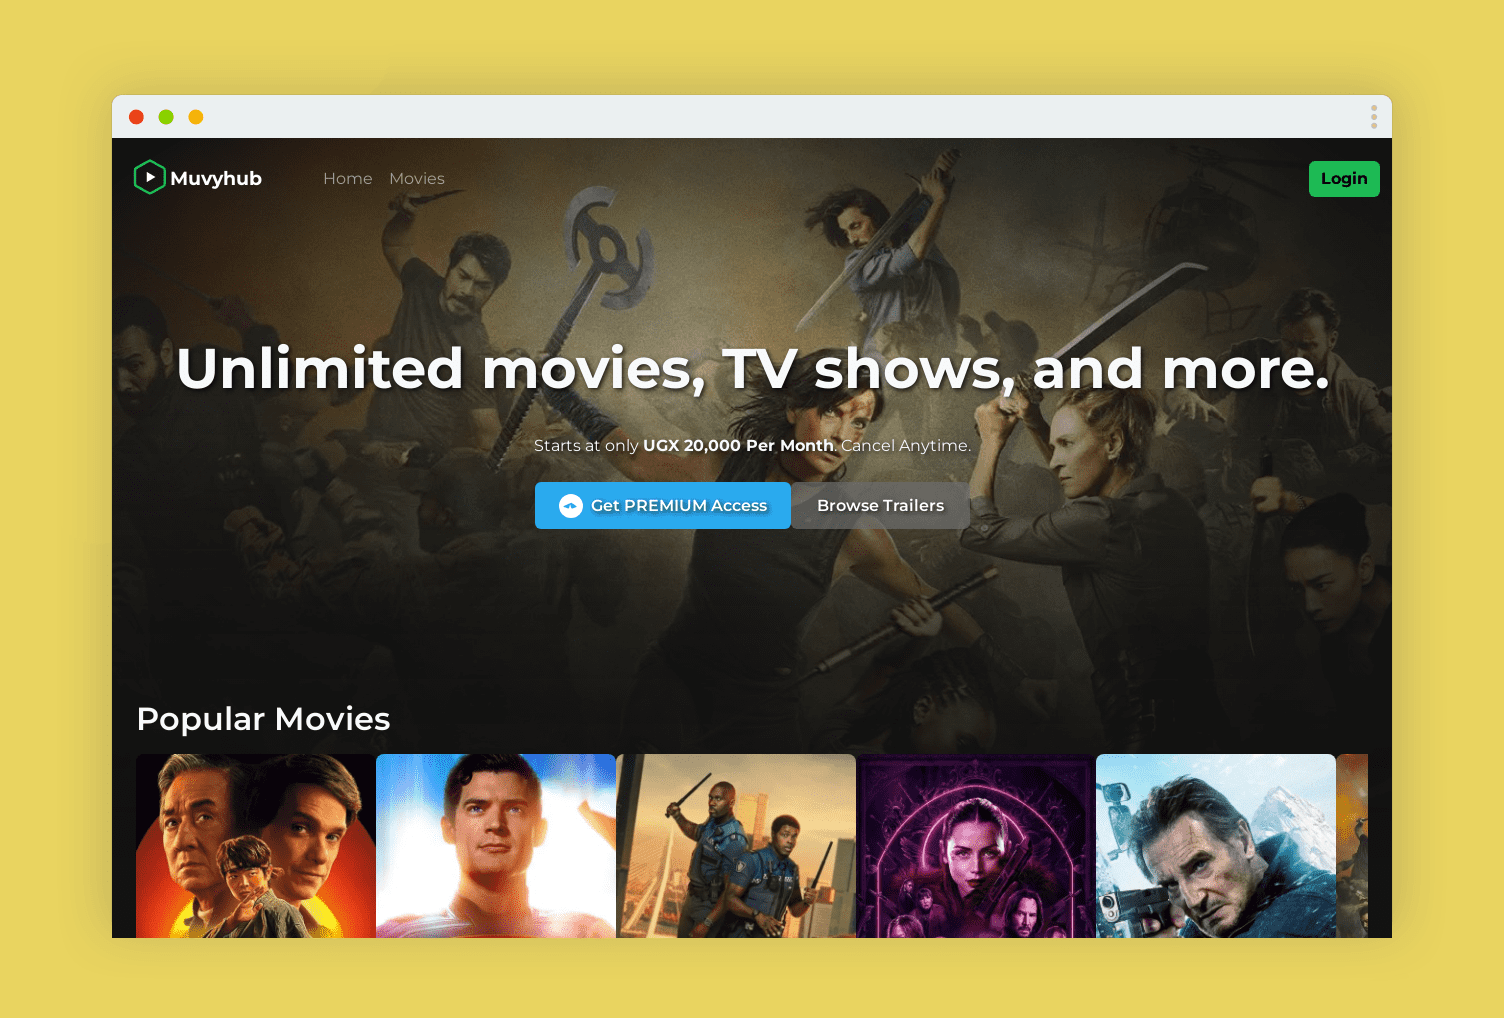 Muvyhub
Home Movies
Login
Unlimited movies, TV shows, and more.
Starts at only UGX 20,000 Per Month. Cancel Anytime.
Get PREMIUM Access
Browse Trailers
Popular Movies